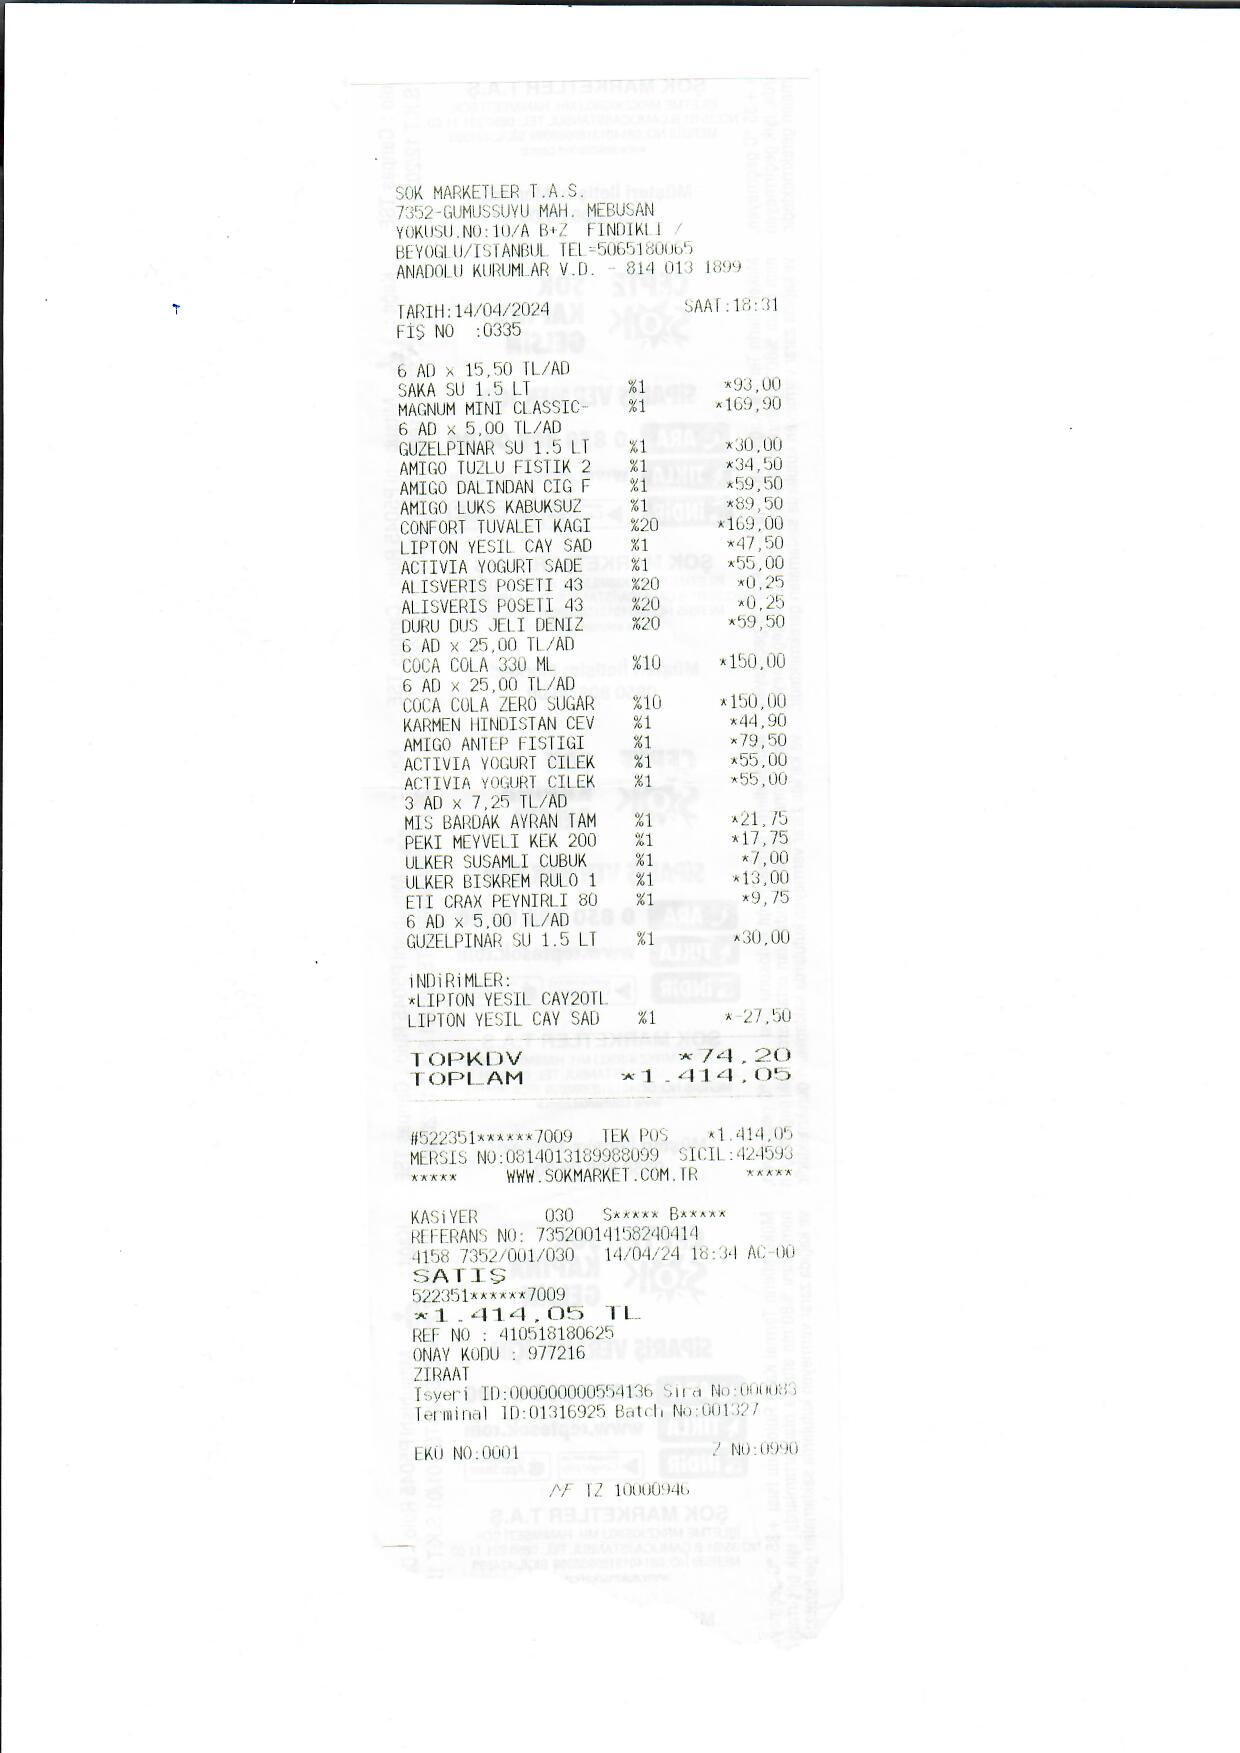 SOK MARKETLER T.A.S.
7352-GUMUSSUYU MAH. MEBUSAN
YOKUSU.NO:10/A B+Z FINDIKLI /
BEYOGLU/ISTANBUL TEL=5065180065
ANADOLU KURUMLAR V.D. - 814 013 1899
TARIH:14/04/2024 SAAT:18:31
FİŞ NO :0335
6 AD x 15,50 TL/AD
SAKA SU 1.5 LT %1 *93,00
MAGNUM MINI CLASSIC- %1 *169,90
6 AD x 5,00 TL/AD
GUZELPINAR SU 1.5 LT %1 *30,00
AMIGO TUZLU FISTIK 2 %1 *34,50
AMIGO DALINDAN CIG F %1 *59,50
AMIGO LUKS KABUKSUZ %1 *89,50
CONFORT TUVALET KAGI %20 *169,00
LIPTON YESIL CAY SAD %1 *47,50
ACTIVIA YOGURT SADE %1 *55,00
ALISVERIS POSETI 43 %20 *0,25
ALISVERIS POSETI 43 %20 *0,25
DURU DUS JELI DENIZ %20 *59,50
6 AD x 25,00 TL/AD
COCA COLA 330 ML %10 *150,00
6 AD x 25,00 TL/AD
COCA COLA ZERO SUGAR %10 *150,00
KARMEN HINDISTAN CEV %1 *44,90
AMIGO ANTEP FISTIGI %1 *79,50
ACTIVIA YOGURT CILEK %1 *55,00
ACTIVIA YOGURT CILEK %1 *55,00
3 AD x 7,25 TL/AD
MIS BARDAK AYRAN TAM %1 *21,75
PEKI MEYVELI KEK 200 %1 *17,75
ULKER SUSAMLI CUBUK %1 *7,00
ULKER BISKREM RULO 1 %1 *13,00
ETI CRAX PEYNIRLI 80 %1 *9,75
6 AD x 5,00 TL/AD
GUZELPINAR SU 1.5 LT %1 *30,00
iNDiRiMLER:
*LIPTON YESIL CAY20TL
LIPTON YESIL CAY SAD %1 *-27,50
TOPKDV *74,20
TOPLAM *1.414,05
#522351******7009 TEK POS *1.414,05
MERSIS NO:0814013189988099 SICIL:424593
***** WWW.SOKMARKET.COM.TR *****
KASiYER 030 S***** B*****
REFERANS NO: 73520014158240414
4158 7352/001/030 14/04/24 18:34 AC-00
SATIŞ
522351******7009
*1.414,05 TL
REF NO : 410518180625
ONAY KODU : 977216
ZIRAAT
Isyeri ID:000000000554136 Sira No:000083
Terminal ID:01316925 Batch No:001327
EKU NO:0001 Z NO:0990
MF TZ 10000946